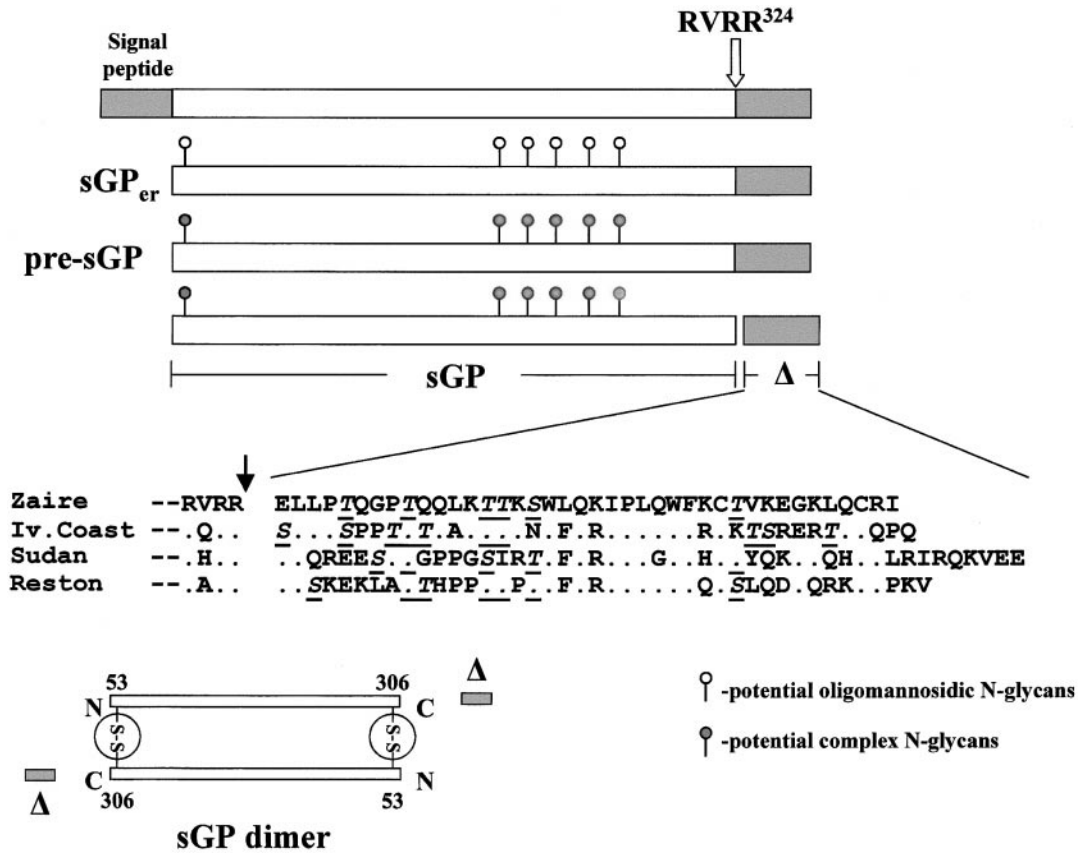 RVRR324
Signal
peptide
sGPer
pre-sGP
sGP
Δ
Zaire --RVRR ELLPTQGPTQQLKTTKSWLQKIPLQWFKCTVKEGKLQCRI
Iv.Coast --.Q.. S...SPPT.T.A....N.F.R......R.KTSRERT..QPQ
Sudan --.H.. ..QREES..GPPGSIRT.F.R...G..H..YQK..QH..LRIRQKVEE
Reston --.A.. ..SKEKLA.THPP..P.F.R......Q.SLQD.QRK..PKV
Δ
53 306
N C
S-S S-S
C N
306 53
Δ
sGP dimer
-potential oligomannosidic N-glycans
-potential complex N-glycans